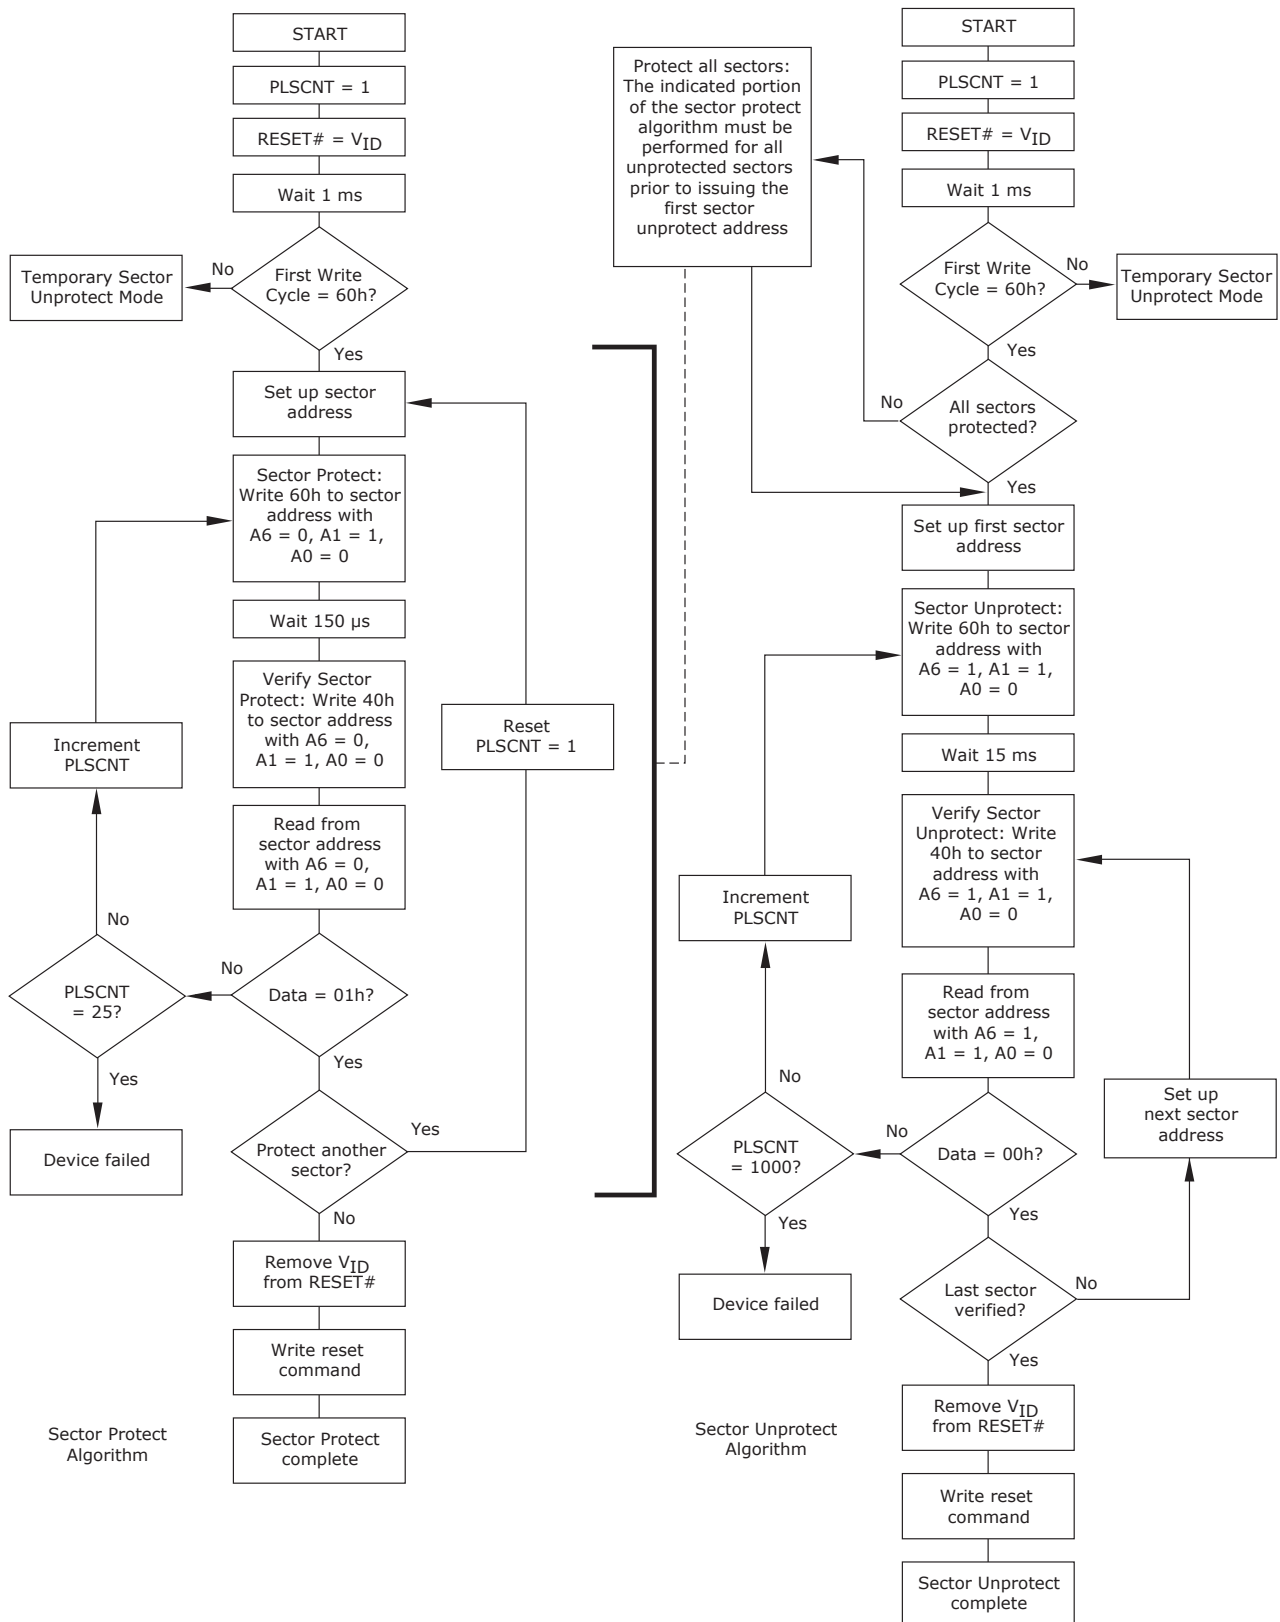 START
PLSCNT = 1
RESET# = VID
Wait 1 ms
First Write
Cycle = 60h?
No
Temporary Sector
Unprotect Mode
Yes
Set up sector
address
Sector Protect:
Write 60h to sector
address with
A6 = 0, A1 = 1,
A0 = 0
Wait 150 µs
Verify Sector
Protect: Write 40h
to sector address
with A6 = 0,
A1 = 1, A0 = 0
Read from
sector address
with A6 = 0,
A1 = 1, A0 = 0
Data = 01h?
No
PLSCNT
= 25?
No
Increment
PLSCNT
Yes
Device failed
Yes
Protect another
sector?
Yes
Reset
PLSCNT = 1
No
Remove VID
from RESET#
Write reset
command
Sector Protect
complete
Sector Protect
Algorithm
Protect all sectors:
The indicated portion
of the sector protect
algorithm must be
performed for all
unprotected sectors
prior to issuing the
first sector
unprotect address
START
PLSCNT = 1
RESET# = VID
Wait 1 ms
First Write
Cycle = 60h?
No
Temporary Sector
Unprotect Mode
Yes
All sectors
protected?
No
Yes
Set up first sector
address
Sector Unprotect:
Write 60h to sector
address with
A6 = 1, A1 = 1,
A0 = 0
Wait 15 ms
Verify Sector
Unprotect: Write
40h to sector
address with
A6 = 1, A1 = 1,
A0 = 0
Read from
sector address
with A6 = 1,
A1 = 1, A0 = 0
Data = 00h?
No
PLSCNT
= 1000?
No
Increment
PLSCNT
Yes
Device failed
Yes
Last sector
verified?
No
Set up
next sector
address
Yes
Remove VID
from RESET#
Write reset
command
Sector Unprotect
complete
Sector Unprotect
Algorithm